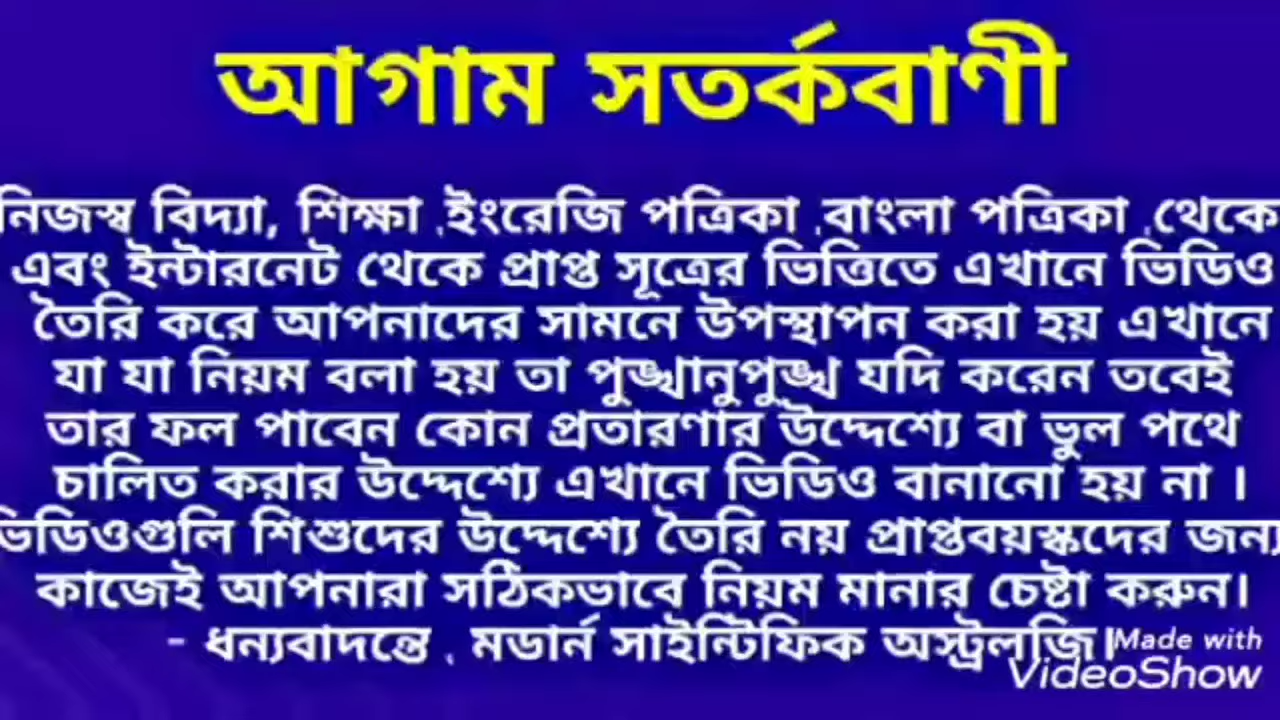 আগাম সতর্কবাণী
নিজস্ব বিদ্যা, শিক্ষা ,ইংরেজি পত্রিকা ,বাংলা পত্রিকা ,থেকে
এবং ইন্টারনেট থেকে প্রাপ্ত সূত্রের ভিত্তিতে এখানে ভিডিও
তৈরি করে আপনাদের সামনে উপস্থাপন করা হয় এখানে
যা যা নিয়ম বলা হয় তা পুঙ্খানুপুঙ্খ যদি করেন তবেই
তার ফল পাবেন কোন প্রতারণার উদ্দেশ্যে বা ভুল পথে
চালিত করার উদ্দেশ্যে এখানে ভিডিও বানানো হয় না ।
ভিডিওগুলি শিশুদের উদ্দেশ্যে তৈরি নয় প্রাপ্তবয়স্কদের জন্য
কাজেই আপনারা সঠিকভাবে নিয়ম মানার চেষ্টা করুন।
- ধন্যবাদন্তে , মডার্ন সাইন্টিফিক অস্ট্রলজি।
Made with
VideoShow